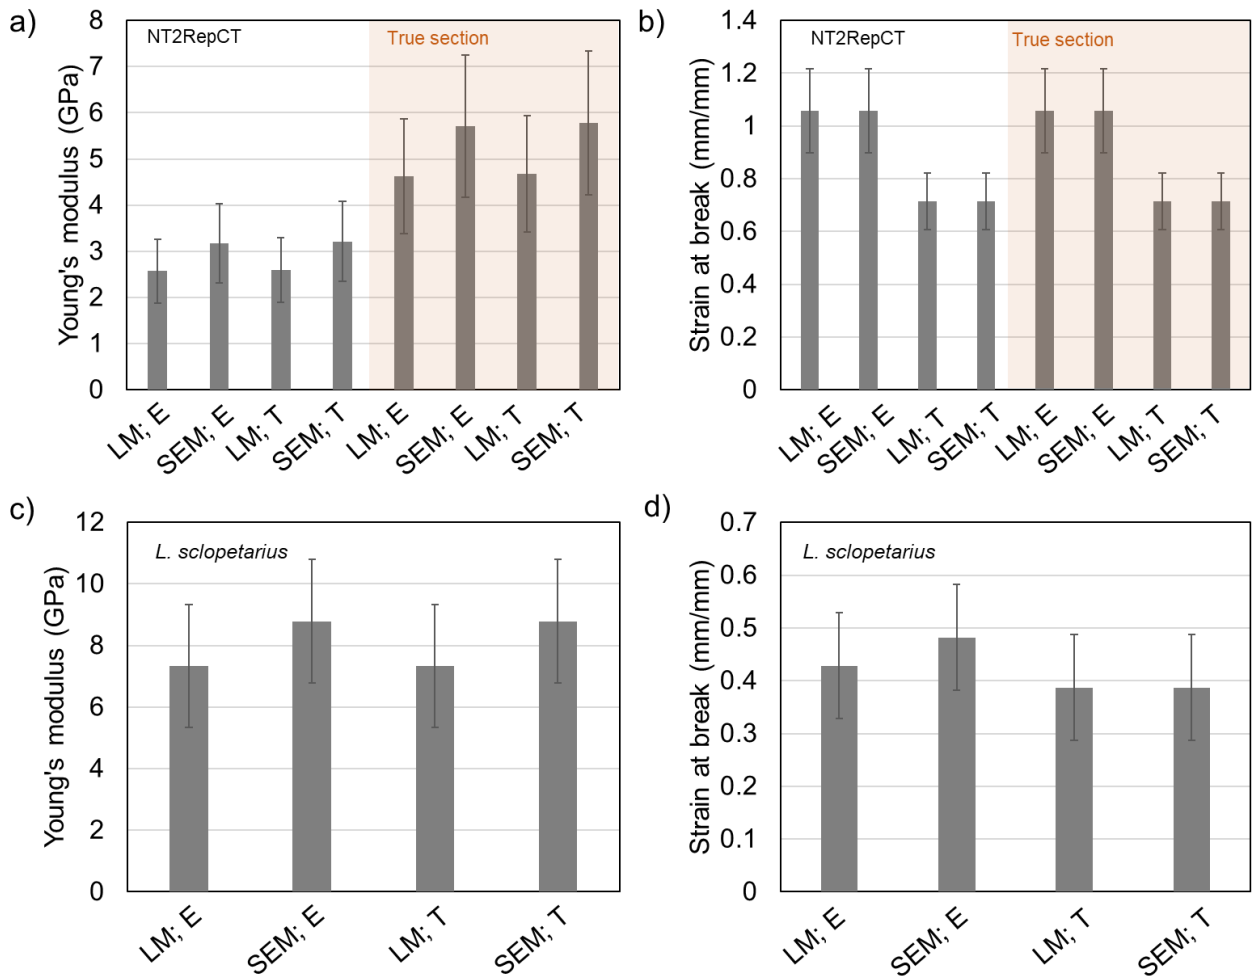 a)
Young's modulus (GPa)
8
7
6
5
4
3
2
1
0
NT2RepCT
True section
LM; E
SEM; E
LM; T
SEM; T
LM; E
SEM; E
LM; T
SEM; T
b)
Strain at break (mm/mm)
1.4
1.2
1
0.8
0.6
0.4
0.2
0
NT2RepCT
True section
LM; E
SEM; E
LM; T
SEM; T
LM; E
SEM; E
LM; T
SEM; T
c)
Young's modulus (GPa)
12
10
8
6
4
2
0
L. sclopetarius
LM; E
SEM; E
LM; T
SEM; T
d)
Strain at break (mm/mm)
0.7
0.6
0.5
0.4
0.3
0.2
0.1
0
L. sclopetarius
LM; E
SEM; E
LM; T
SEM; T